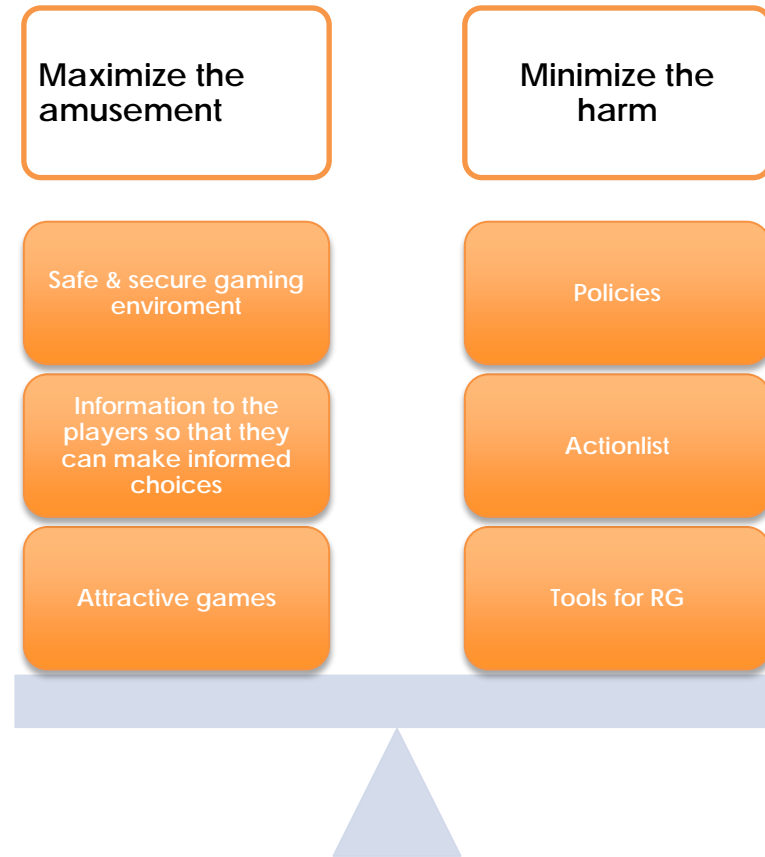 Maximize the
amusement
Minimize the
harm
Safe & secure gaming
enviroment
Policies
Information to the
players so that they
can make informed
choices
Actionlist
Attractive games
Tools for RG